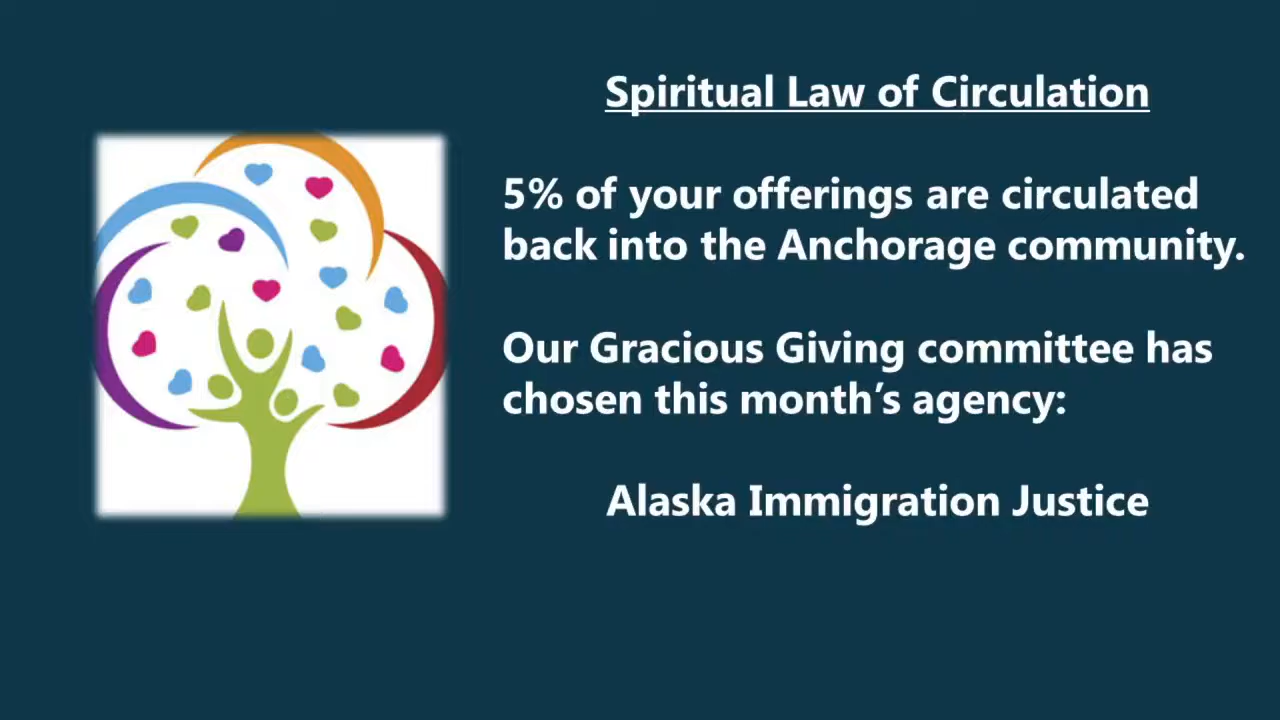 Spiritual Law of Circulation
5% of your offerings are circulated
back into the Anchorage community.
Our Gracious Giving committee has
chosen this month’s agency:
Alaska Immigration Justice